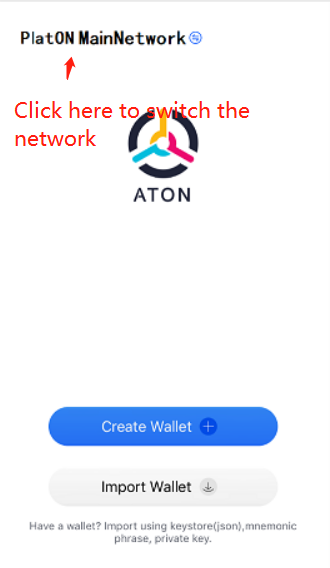 PlatON MainNetwork
Click here to switch the
network
ATON
Create Wallet
Import Wallet
Have a wallet? Import using keystore(json),mnemonic
phrase, private key.